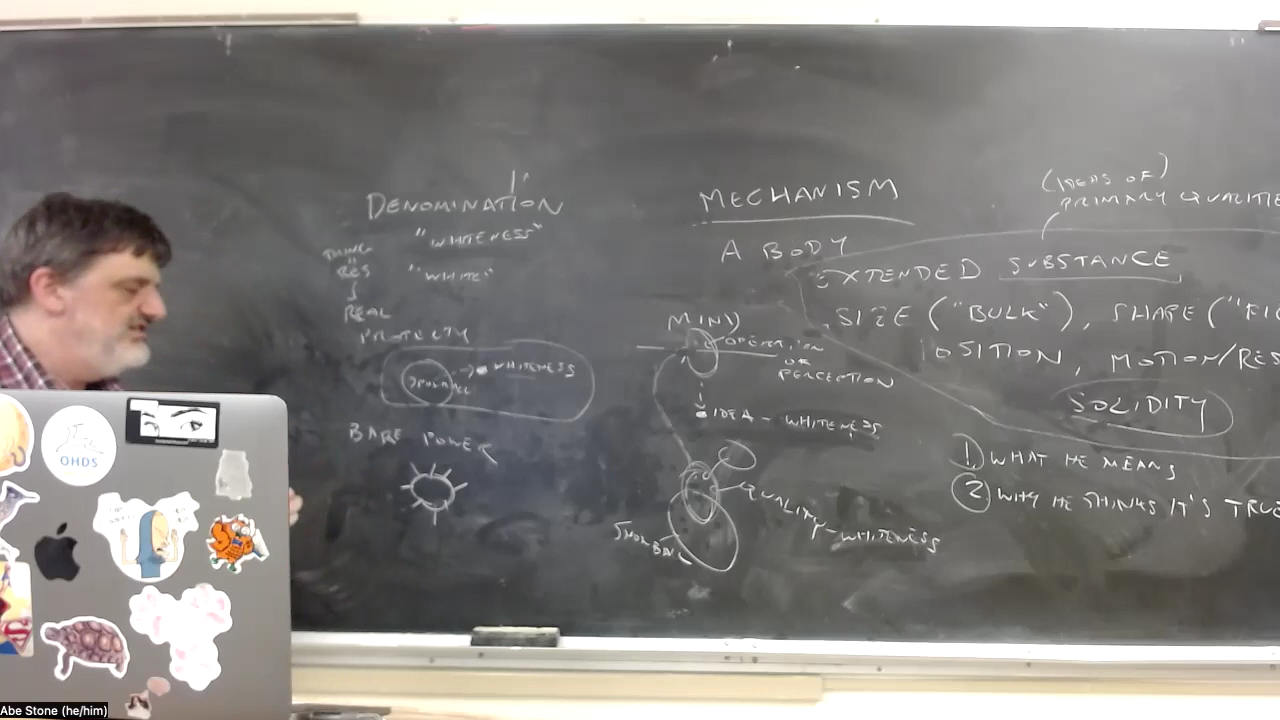 DENOMINATION
"WHITENESS"
THING
"
RES
"WHITE"
REAL
PROPERTY
SNOWBALL
WHITENESS
BARE POWER
MECHANISM
A BODY
MIND
OPERATION
OR
PERCEPTION
IDEA - WHITENESS
QUALITY - WHITENESS
SNOWBALL
(IDEAS OF)
PRIMARY QUALITIE
EXTENDED SUBSTANCE
SIZE ("BULK"), SHAPE ("FI
POSITION, MOTION/RES
SOLIDITY
1. WHAT HE MEANS
2 WHY HE THINKS IT'S TRUE
OHDS
Abe Stone (he/him)